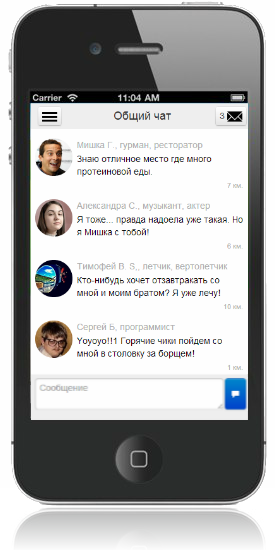 Carrier 11:04 AM
Общий чат 3
Мишка Г., гурман, ресторатор
Знаю отличное место где много
протеиновой еды.
7 км.
Александра С., музыкант, актер
Я тоже... правда надоела уже такая. Но
я Мишка с тобой!
6 км.
Тимофей B. S,, летчик, вертолетчик
Кто-нибудь хочет отзавтракать со
мной и моим братом? Я уже лечу!
10 км.
Сергей Б, программист
Yoyoyo!!1 Горячие чики пойдем со
мной в столовку за борщем!
1 км.
Сообщение